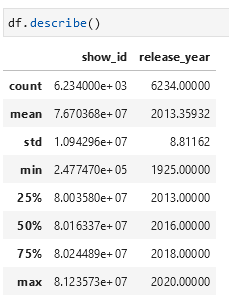 df.describe()
show_id release_year
count 6.234000e+03 6234.00000
mean 7.670368e+07 2013.35932
std 1.094296e+07 8.81162
min 2.477470e+05 1925.00000
25% 8.003580e+07 2013.00000
50% 8.016337e+07 2016.00000
75% 8.024489e+07 2018.00000
max 8.123573e+07 2020.00000